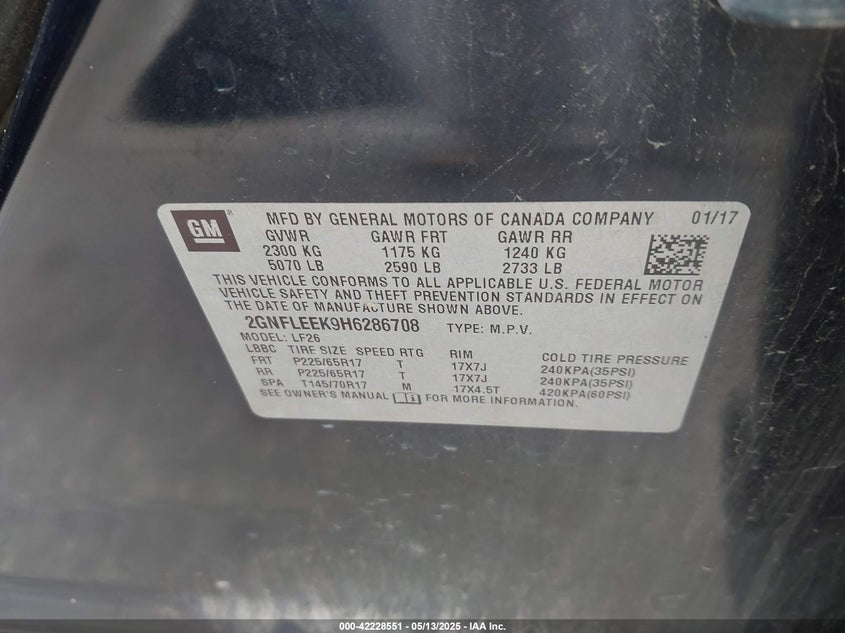 GM
MFD BY GENERAL MOTORS OF CANADA COMPANY 01/17
GVWR GAWR FRT GAWR RR
2300 KG 1175 KG 1240 KG
5070 LB 2590 LB 2733 LB
THIS VEHICLE CONFORMS TO ALL APPLICABLE U.S. FEDERAL MOTOR
VEHICLE SAFETY AND THEFT PREVENTION STANDARDS IN EFFECT ON
THE DATE OF MANUFACTURE SHOWN ABOVE.
2GNFLEEK9H6286708 TYPE: M.P.V.
MODEL: LF26
LBBC TIRE SIZE SPEED RTG RIM COLD TIRE PRESSURE
FRT P225/65R17 T 17X7J 240KPA(35PSI)
RR P225/65R17 T 17X7J 240KPA(35PSI)
SPA T145/70R17 M 17X4.5T 420KPA(60PSI)
SEE OWNER'S MANUAL FOR MORE INFORMATION.
000-42228551 — 05/13/2025 — IAA Inc.